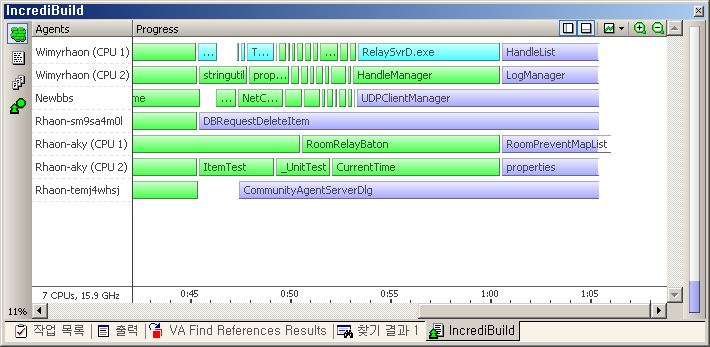 IncrediBuild
Agents Progress
Wimyrhaon (CPU 1) ... T... ... RelaySvrD.exe HandleList
Wimyrhaon (CPU 2) stringutil prop... HandleManager LogManager
Newbbs me ... NetC... UDPClientManager
Rhaon-sm9sa4m0l DBRequestDeleteItem
Rhaon-aky (CPU 1) RoomRelayBaton RoomPreventMapList
Rhaon-aky (CPU 2) ItemTest _UnitTest CurrentTime properties
Rhaon-temj4whsj CommunityAgentServerDlg
7 CPUs, 15.9 GHz 0:45 0:50 0:55 1:00 1:05
11%
작업 목록 출력 VA Find References Results 찾기 결과 1 IncrediBuild